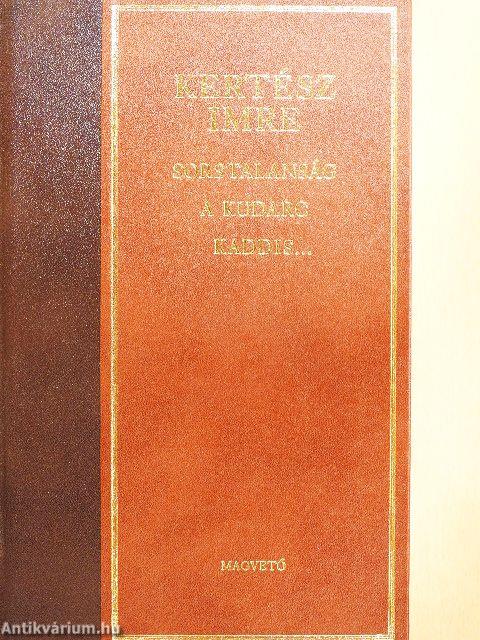 KERTÉSZ
IMRE
SORSTALANSÁG
A KUDARC
KADDIS...
MAGVETŐ
Antikvárium.hu